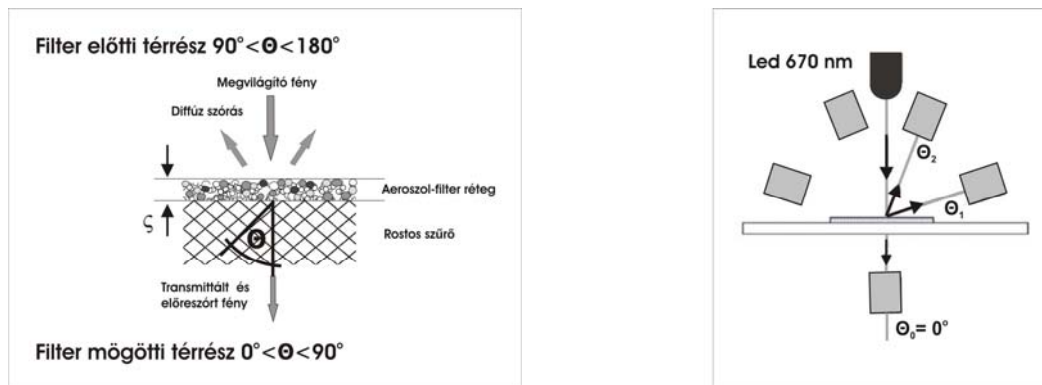 Filter előtti térrész 90°<Θ<180°
Megvilágító fény
Diffúz szórás
Aeroszol-filter réteg
ς
Rostos szűrő
Θ
Transmittált és
előreszórt fény
Filter mögötti térrész 0°<Θ<90°
Led 670 nm
Θ2
Θ1
Θ0= 0°